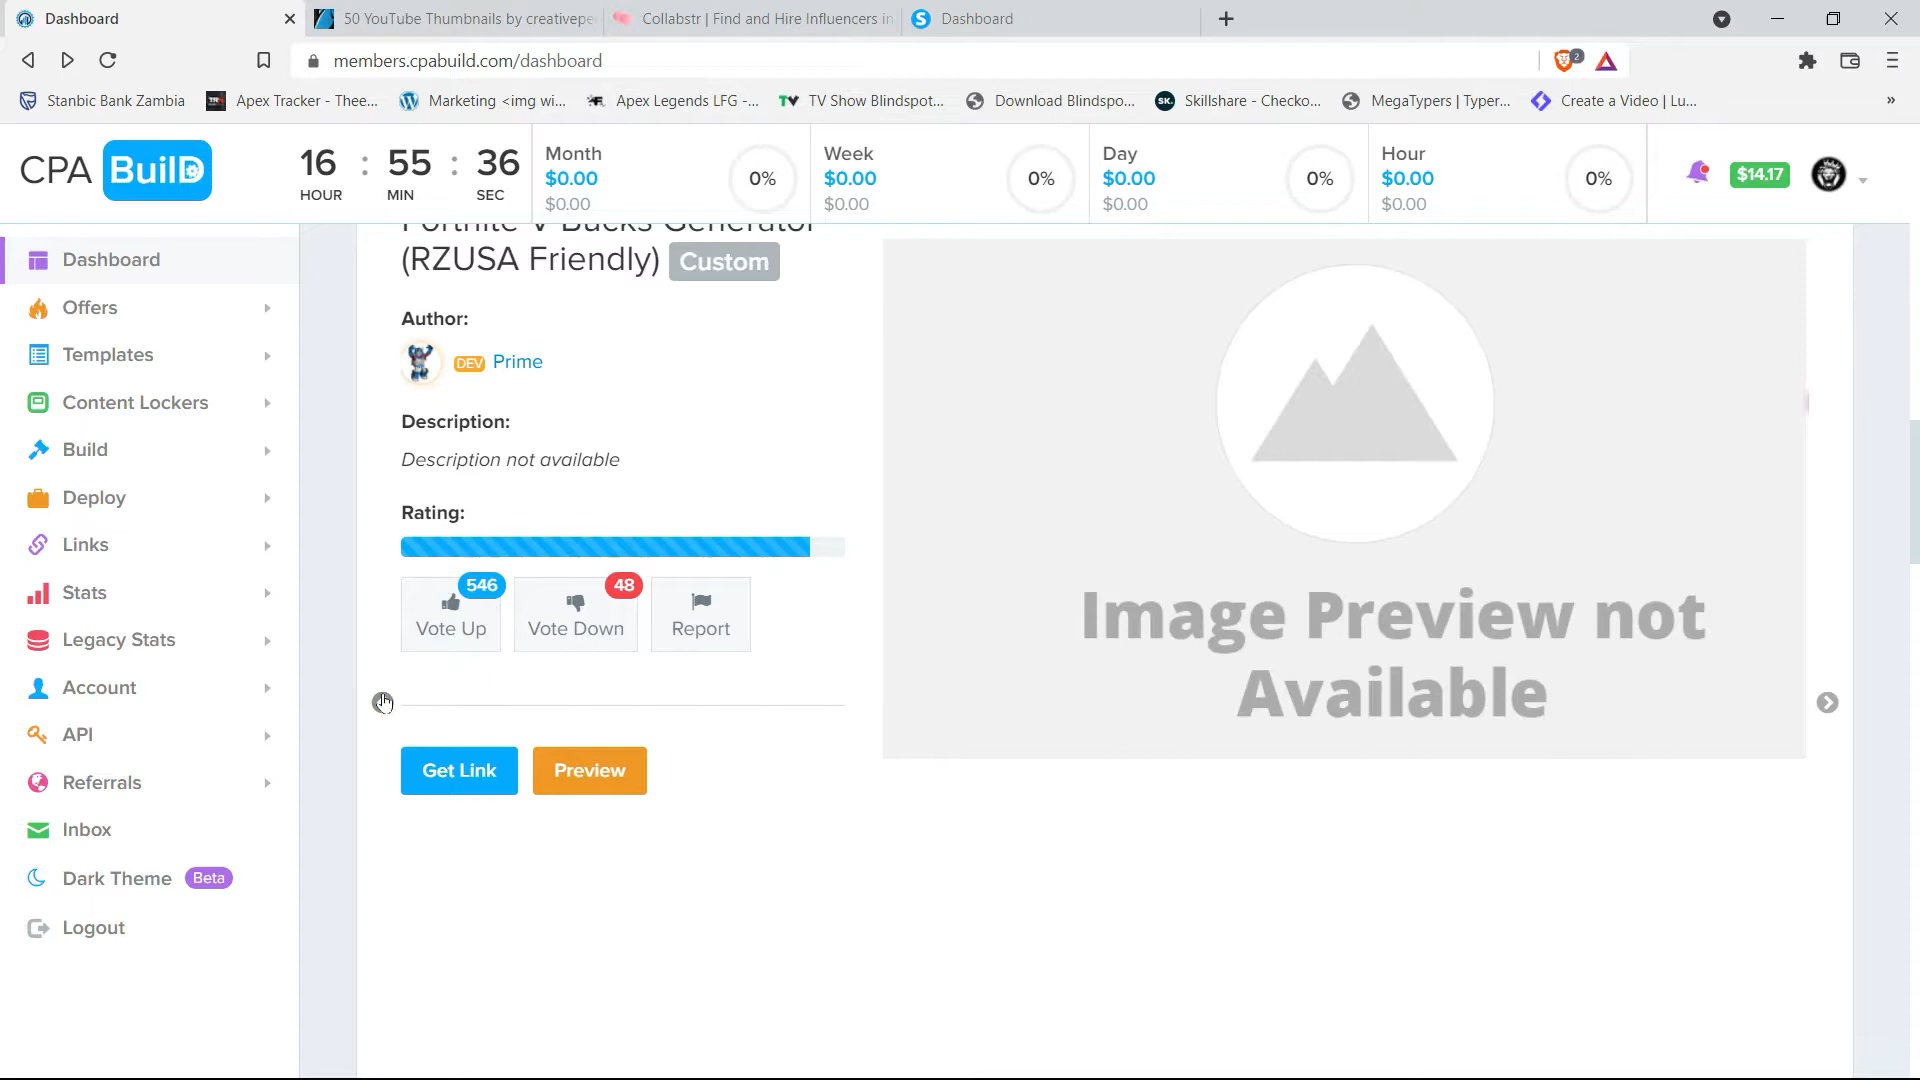 Dashboard
50 YouTube Thumbnails by creativepe
Collabstr | Find and Hire Influencers in
Dashboard
members.cpabuild.com/dashboard
2
Stanbic Bank Zambia
Apex Tracker - Thee...
Marketing <img wi...
Apex Legends LFG -...
TV Show Blindspot...
Download Blindspo...
SK.
Skillshare - Checko...
MegaTypers | Typer...
Create a Video | Lu...
»
CPA BuilD
16 : 55 : 36
HOUR MIN SEC
Month
$0.00
$0.00
0%
Week
$0.00
$0.00
0%
Day
$0.00
$0.00
0%
Hour
$0.00
$0.00
0%
$14.17
Dashboard
Offers
Templates
Content Lockers
Build
Deploy
Links
Stats
Legacy Stats
Account
API
Referrals
Inbox
Dark Theme Beta
Logout
Fortnite V Bucks Generator
(RZUSA Friendly) Custom
Author:
DEV Prime
Description:
Description not available
Rating:
546
Vote Up
48
Vote Down
Report
Get Link
Preview
Image Preview not
Available